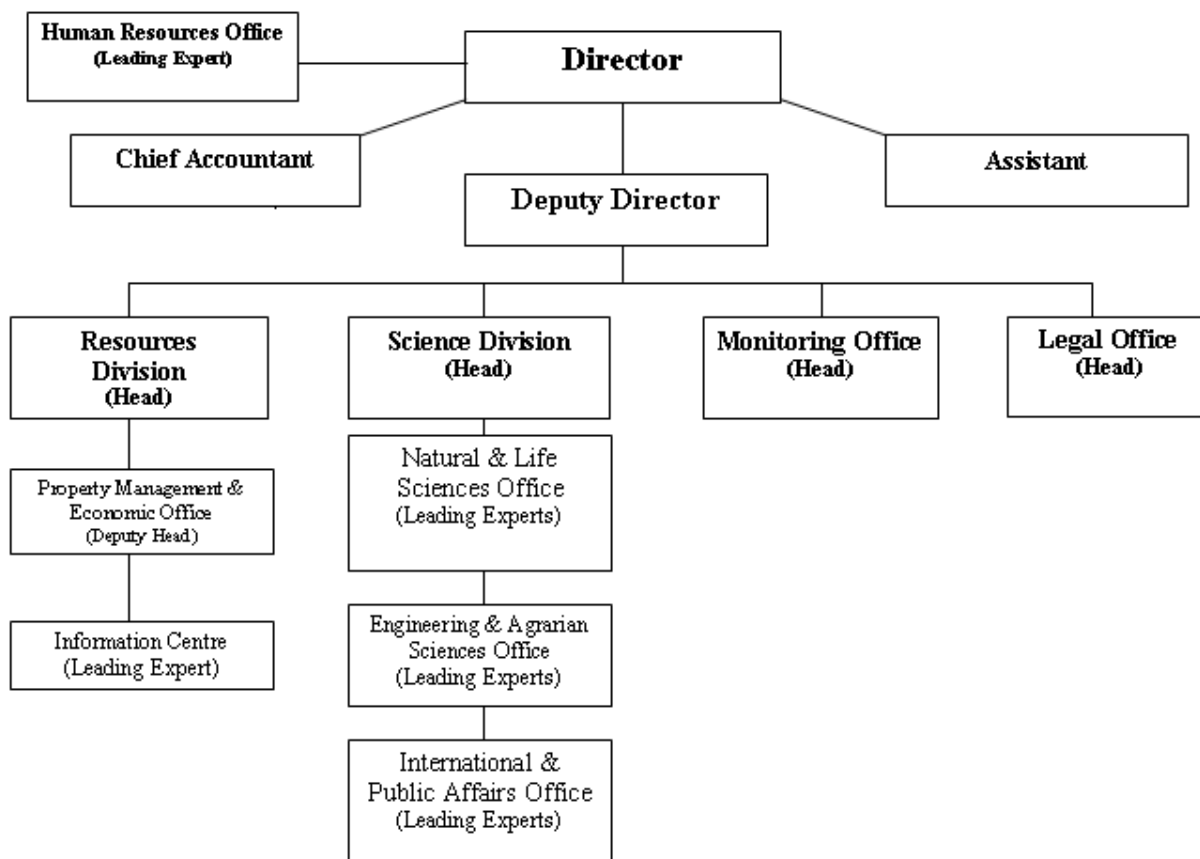 Human Resources Office
(Leading Expert)
Director
Chief Accountant
Assistant
Deputy Director
Resources
Division
(Head)
Science Division
(Head)
Monitoring Office
(Head)
Legal Office
(Head)
Property Management &
Economic Office
(Deputy Head)
Information Centre
(Leading Expert)
Natural & Life
Sciences Office
(Leading Experts)
Engineering & Agrarian
Sciences Office
(Leading Experts)
International &
Public Affairs Office
(Leading Experts)